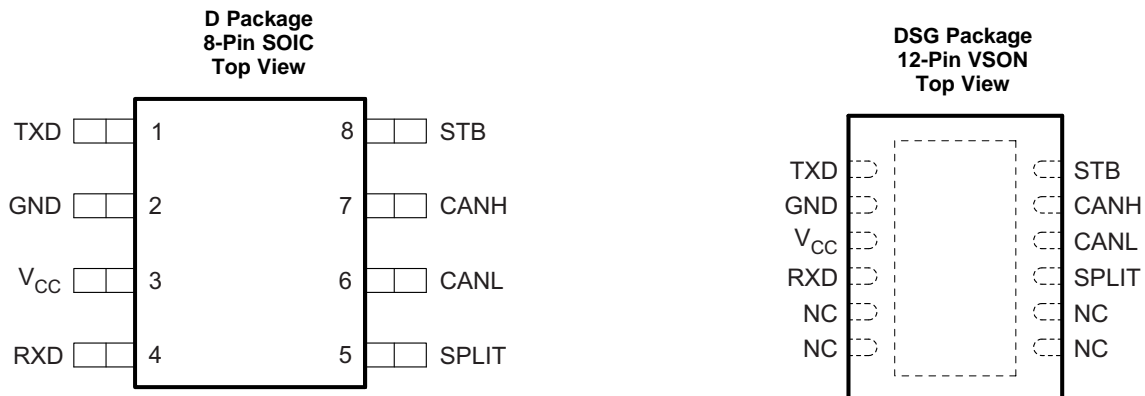 D Package
8-Pin SOIC
Top View
TXD 1 8 STB
GND 2 7 CANH
VCC 3 6 CANL
RXD 4 5 SPLIT
DSG Package
12-Pin VSON
Top View
TXD STB
GND CANH
VCC CANL
RXD SPLIT
NC NC
NC NC